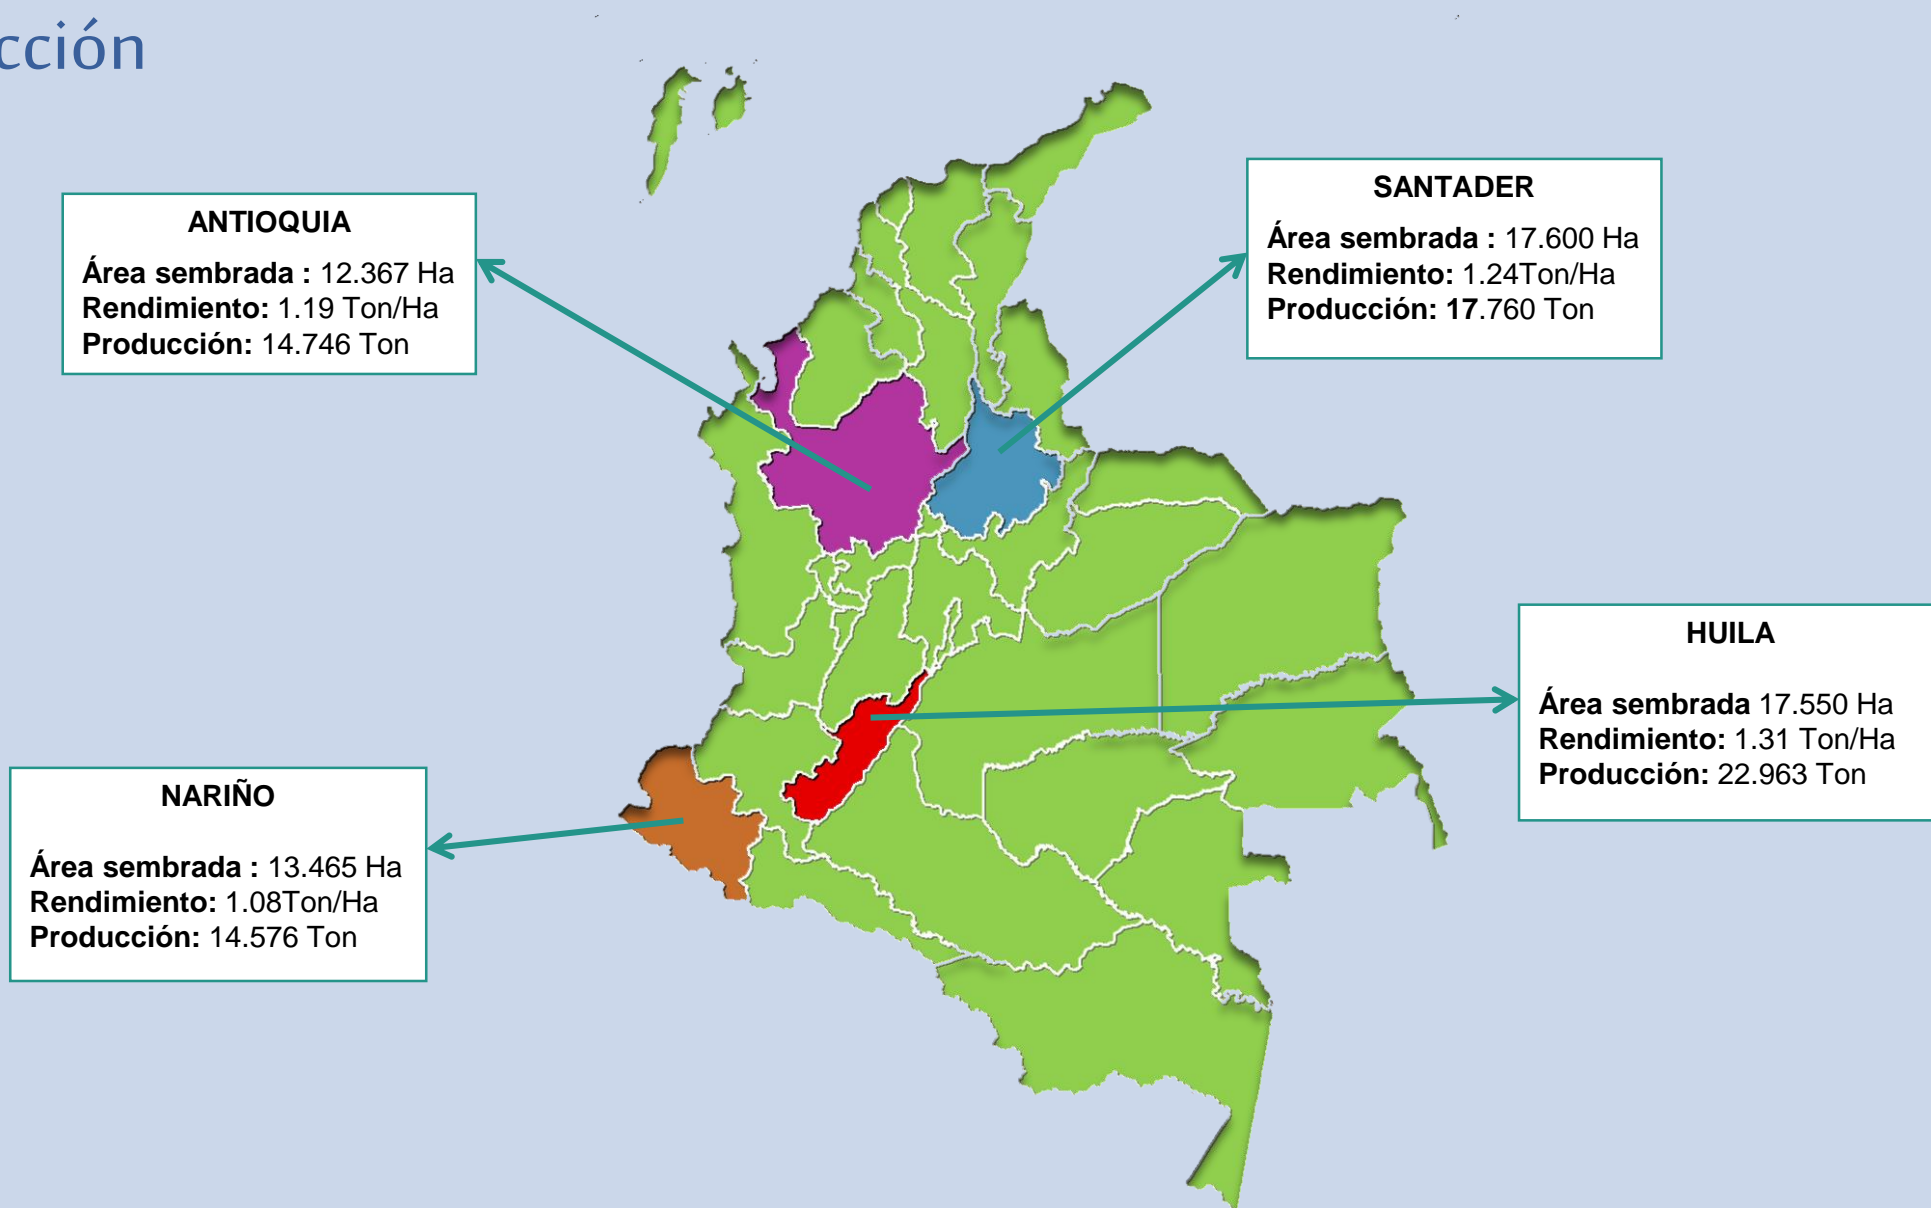 cción
ANTIOQUIA
Área sembrada : 12.367 Ha
Rendimiento: 1.19 Ton/Ha
Producción: 14.746 Ton
SANTADER
Área sembrada : 17.600 Ha
Rendimiento: 1.24Ton/Ha
Producción: 17.760 Ton
HUILA
Área sembrada 17.550 Ha
Rendimiento: 1.31 Ton/Ha
Producción: 22.963 Ton
NARIÑO
Área sembrada : 13.465 Ha
Rendimiento: 1.08Ton/Ha
Producción: 14.576 Ton